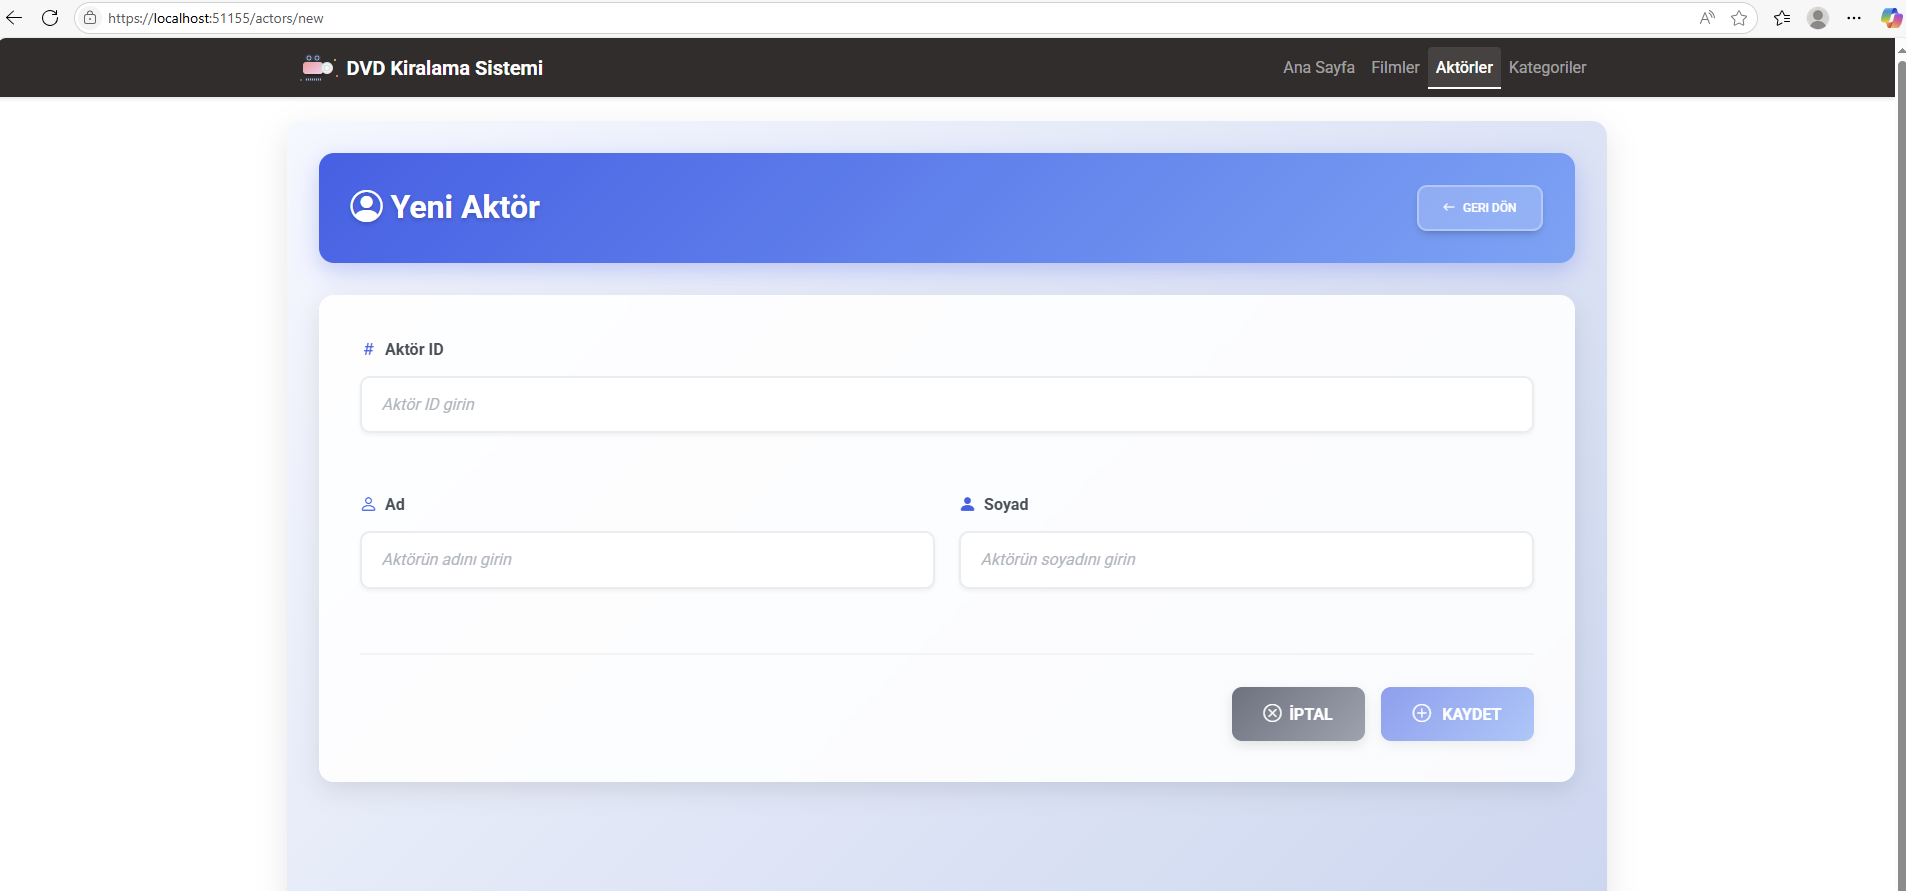 https://localhost:51155/actors/new
DVD Kiralama Sistemi
Ana Sayfa
Filmler
Aktörler
Kategoriler
Yeni Aktör
← GERI DÖN
# Aktör ID
Aktör ID girin
Ad
Soyad
Aktörün adını girin
Aktörün soyadını girin
İPTAL
KAYDET